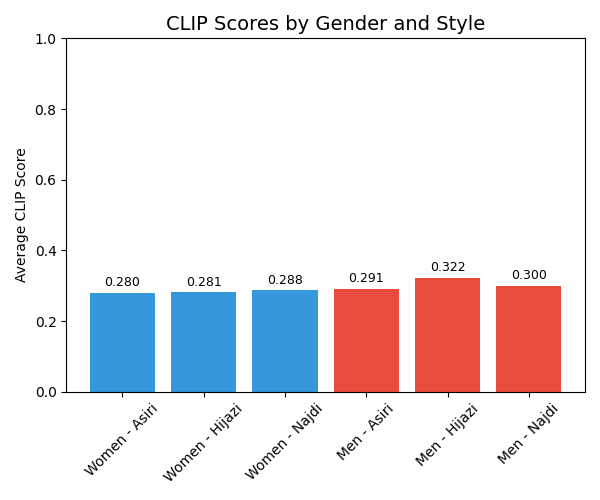 CLIP Scores by Gender and Style
Average CLIP Score
1.0
0.8
0.6
0.4
0.2
0.0
0.280
0.281
0.288
0.291
0.322
0.300
Women - Asiri
Women - Hijazi
Women - Najdi
Men - Asiri
Men - Hijazi
Men - Najdi